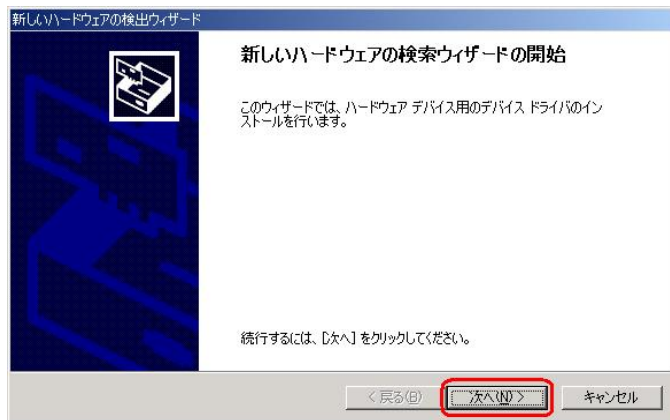 新しいハードウェアの検出ウィザード
新しいハードウェアの検索ウィザードの開始
このウィザードでは、ハードウェア デバイス用のデバイス ドライバのイン
ストールを行います。
続行するには、[次へ] をクリックしてください。
< 戻る(B)
次へ(N) >
キャンセル